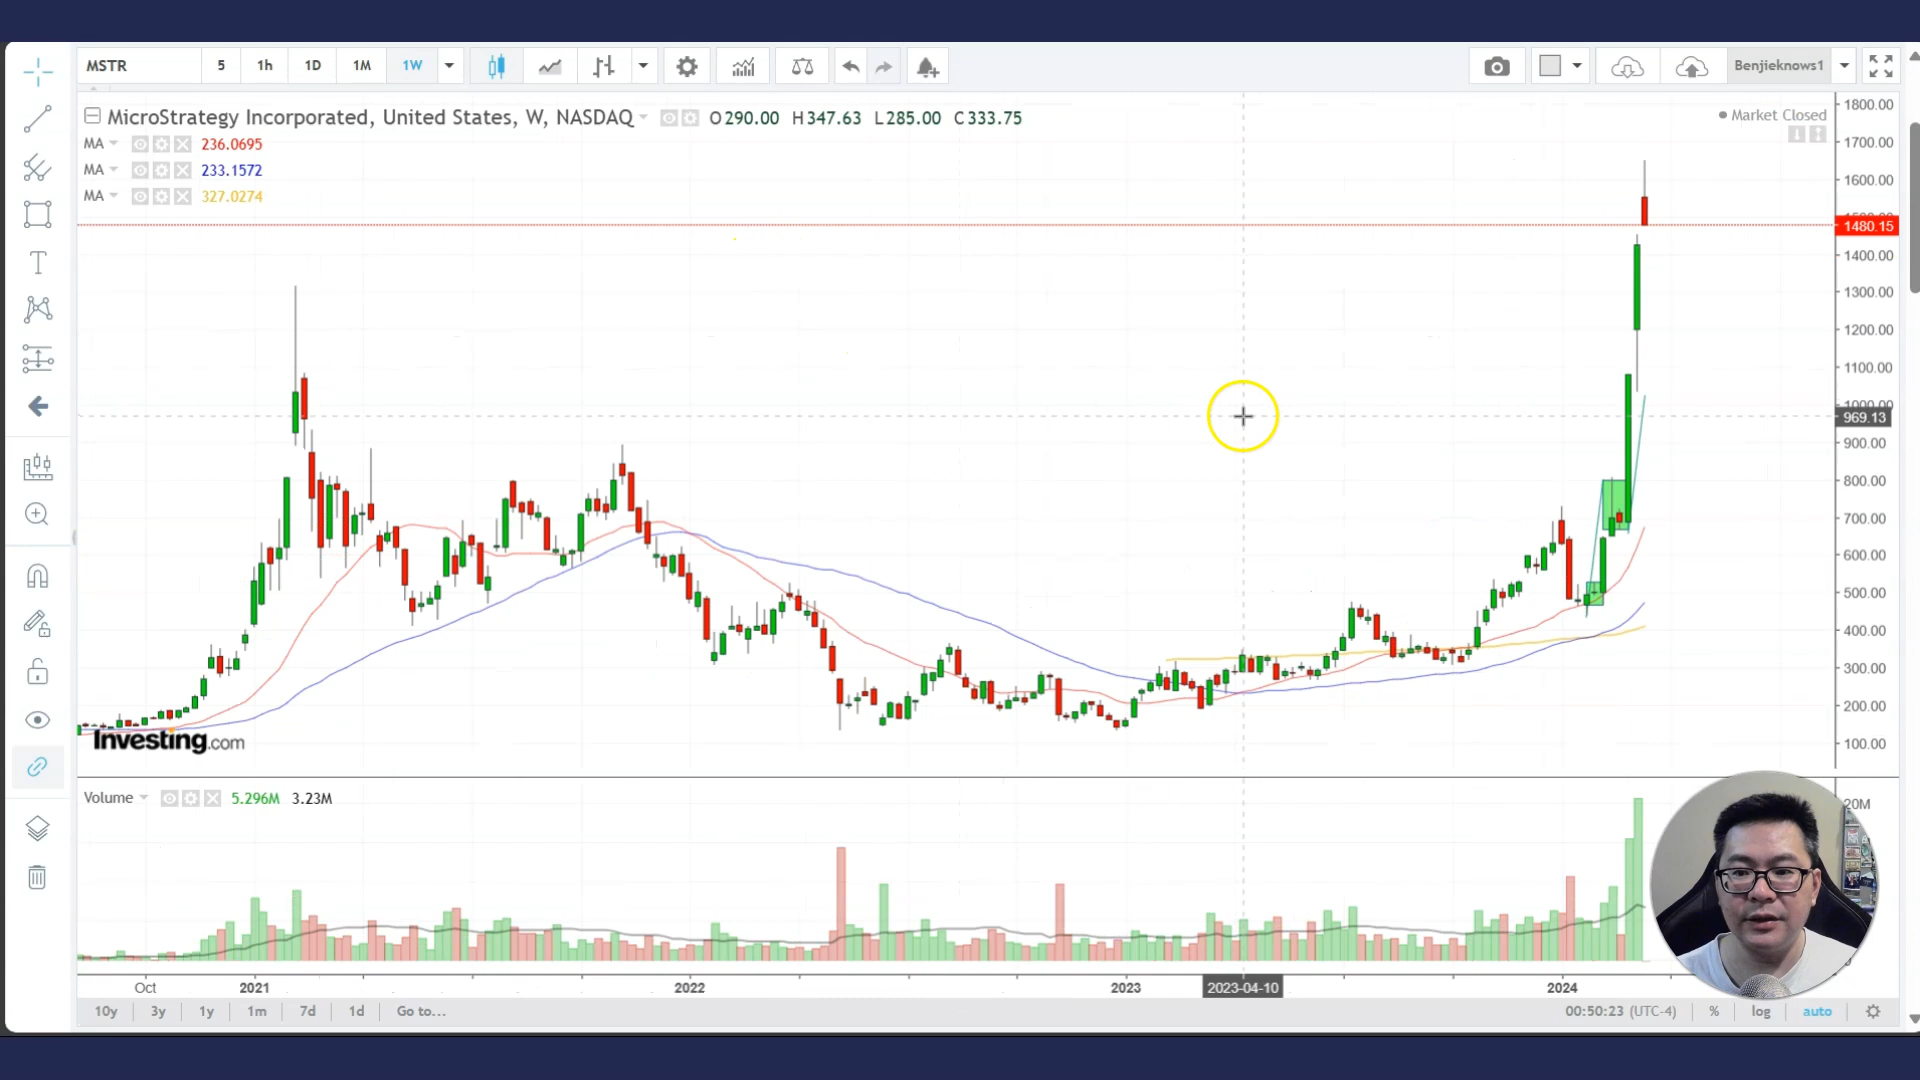 MSTR 5 1h 1D 1M 1W Benjieknows1
MicroStrategy Incorporated, United States, W, NASDAQ O290.00 H347.63 L285.00 C333.75
Market Closed
MA 236.0695
MA 233.1572
MA 327.0274
1800.00
1700.00
1600.00
1480.15
1400.00
1300.00
1200.00
1100.00
969.13
900.00
800.00
700.00
600.00
500.00
400.00
300.00
200.00
100.00
Investing.com
Volume 5.296M 3.23M
20M
Oct 2021 2022 2023 2023-04-10 2024
10y 3y 1y 1m 7d 1d Go to... 00:50:23 (UTC-4) % log auto